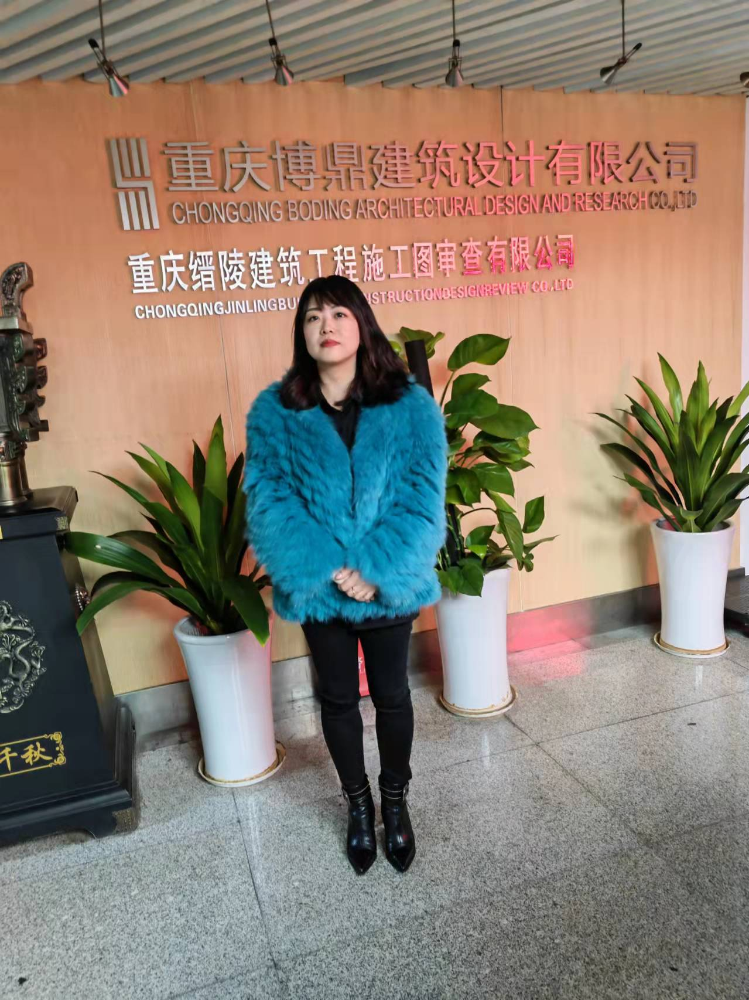 重庆博鼎建筑设计有限公司
CHONGQING BODING ARCHITECTURAL DESIGN AND RESEARCH CO.,LTD
重庆缙陵建筑工程施工图审查有限公司
CHONGQINGJINLINGBUI NSTRUCTIONDESIGNREVIEW CO.,LTD
千秋